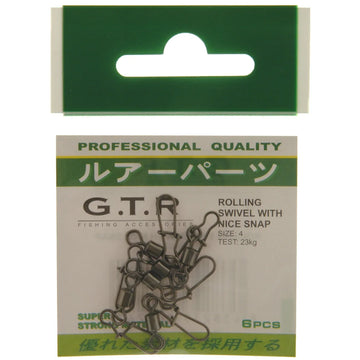 PROFESSIONAL QUALITY
ルアーパーツ
G.T.R
FISHING ACCESSORIES
ROLLING
SWIVEL WITH
NICE SNAP
SIZE: 4
TEST: 23kg
SUPER
STRONG MATERIAL
6PCS
優れた素材を採用する